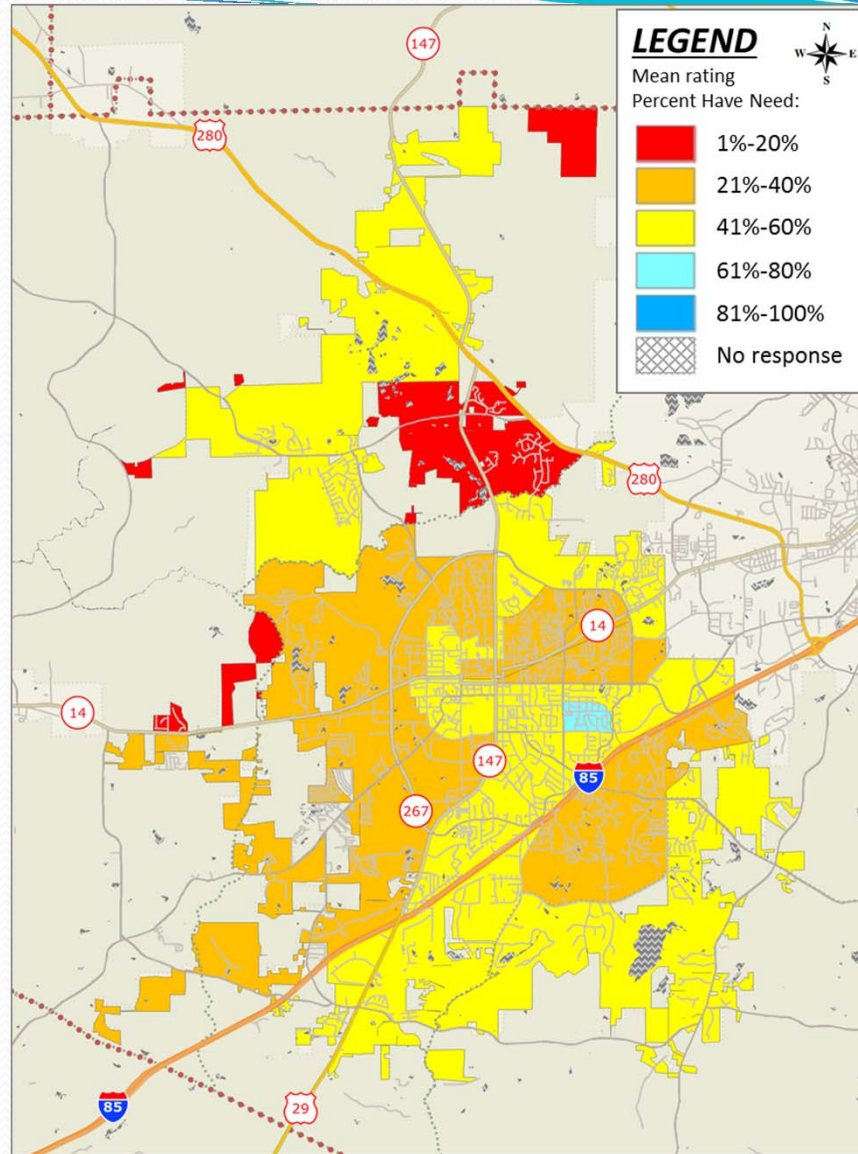 147
LEGEND
N
W E
S
Mean rating
Percent Have Need:
1%-20%
21%-40%
41%-60%
61%-80%
81%-100%
No response
280
280
14
14
147
85
267
85
29